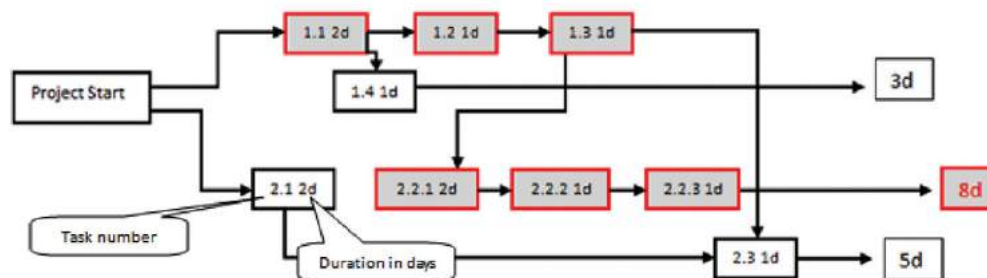 1.1 2d
1.2 1d
1.3 1d
Project Start
1.4 1d
3d
2.1 2d
2.2.1 2d
2.2.2 1d
2.2.3 1d
8d
Task number
Duration in days
2.3 1d
5d